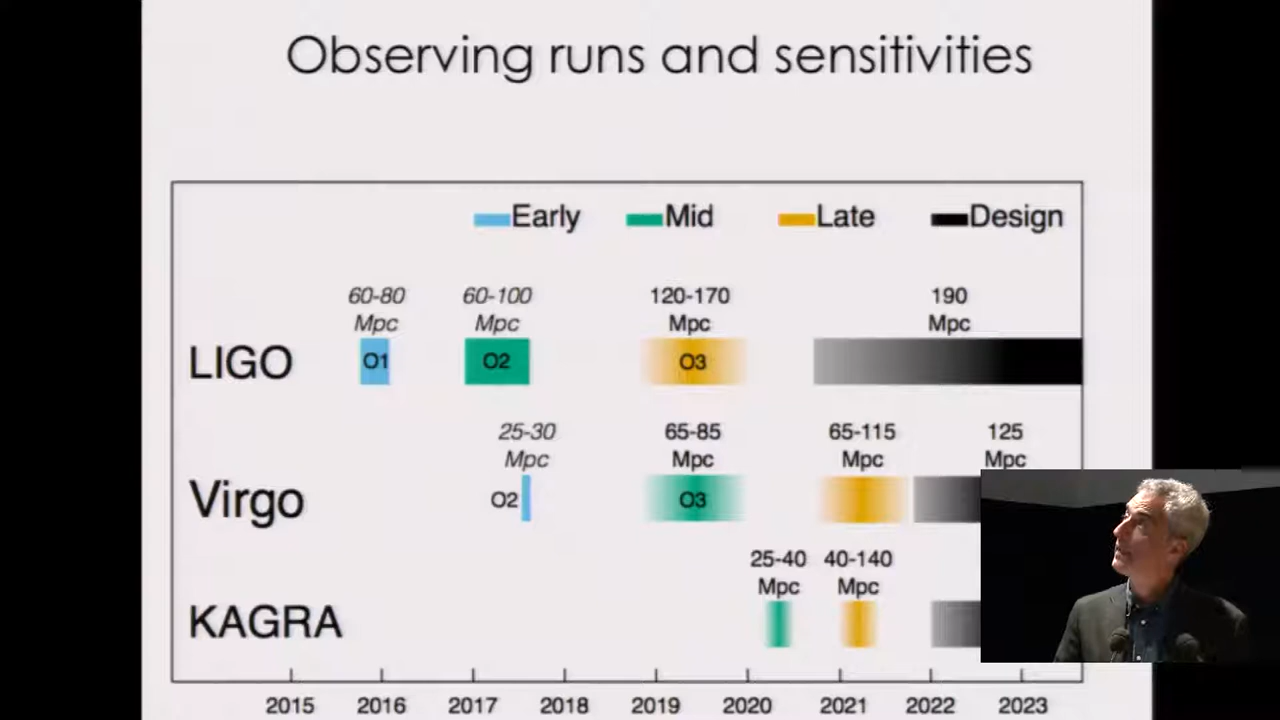 Observing runs and sensitivities
Early Mid Late Design
60-80 60-100 120-170 190
Mpc Mpc Mpc Mpc
LIGO O1 O2 O3
25-30 65-85 65-115 125
Mpc Mpc Mpc Mpc
Virgo O2 O3
25-40 40-140
Mpc Mpc
KAGRA
2015 2016 2017 2018 2019 2020 2021 2022 2023